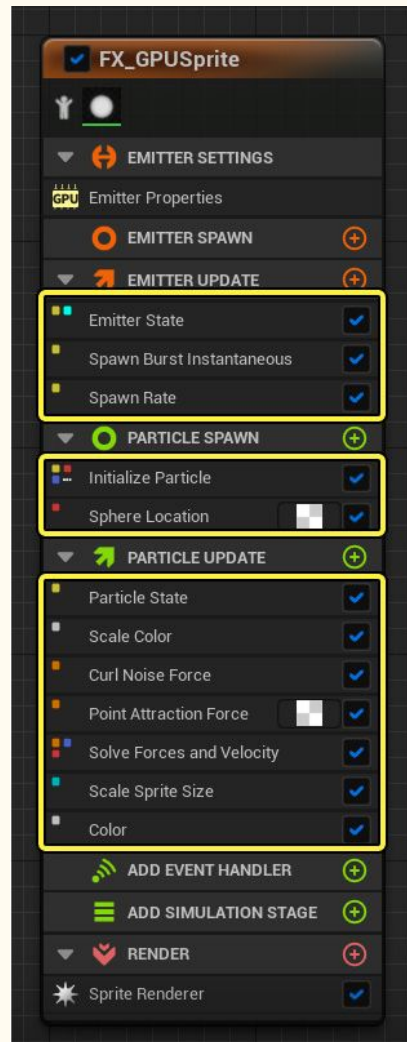 FX_GPUSprite
EMITTER SETTINGS
GPU Emitter Properties
EMITTER SPAWN
EMITTER UPDATE
Emitter State
Spawn Burst Instantaneous
Spawn Rate
PARTICLE SPAWN
Initialize Particle
Sphere Location
PARTICLE UPDATE
Particle State
Scale Color
Curl Noise Force
Point Attraction Force
Solve Forces and Velocity
Scale Sprite Size
Color
ADD EVENT HANDLER
ADD SIMULATION STAGE
RENDER
Sprite Renderer